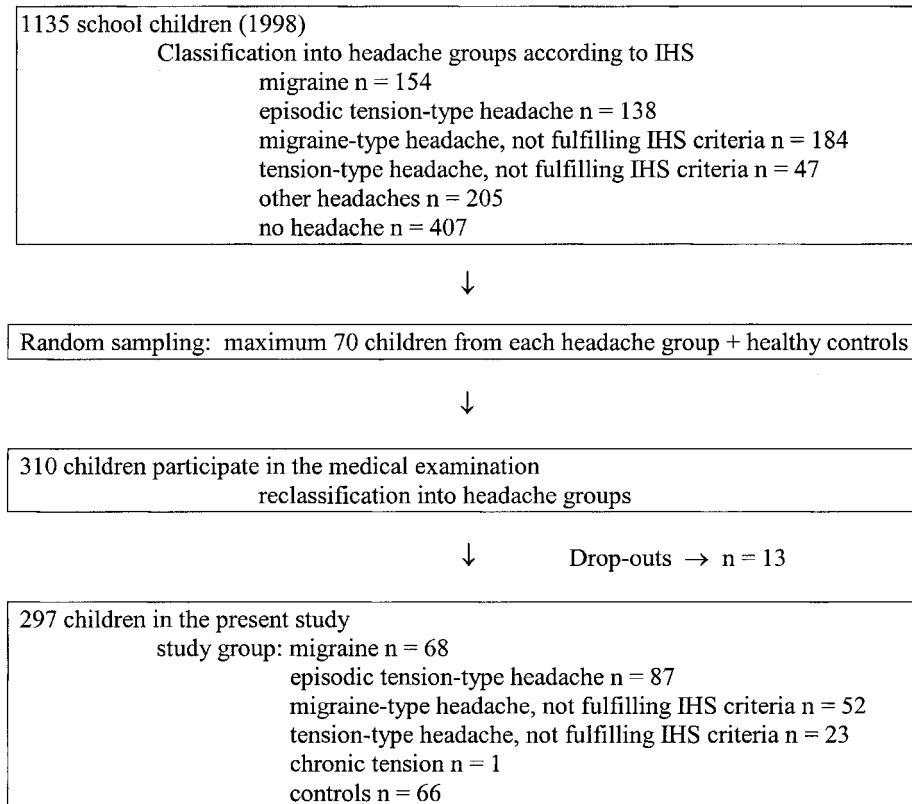 1135 school children (1998)
Classification into headache groups according to IHS
migraine n = 154
episodic tension-type headache n = 138
migraine-type headache, not fulfilling IHS criteria n = 184
tension-type headache, not fulfilling IHS criteria n = 47
other headaches n = 205
no headache n = 407
↓
Random sampling: maximum 70 children from each headache group + healthy controls
↓
310 children participate in the medical examination
reclassification into headache groups
↓ Drop-outs → n = 13
297 children in the present study
study group: migraine n = 68
episodic tension-type headache n = 87
migraine-type headache, not fulfilling IHS criteria n = 52
tension-type headache, not fulfilling IHS criteria n = 23
chronic tension n = 1
controls n = 66